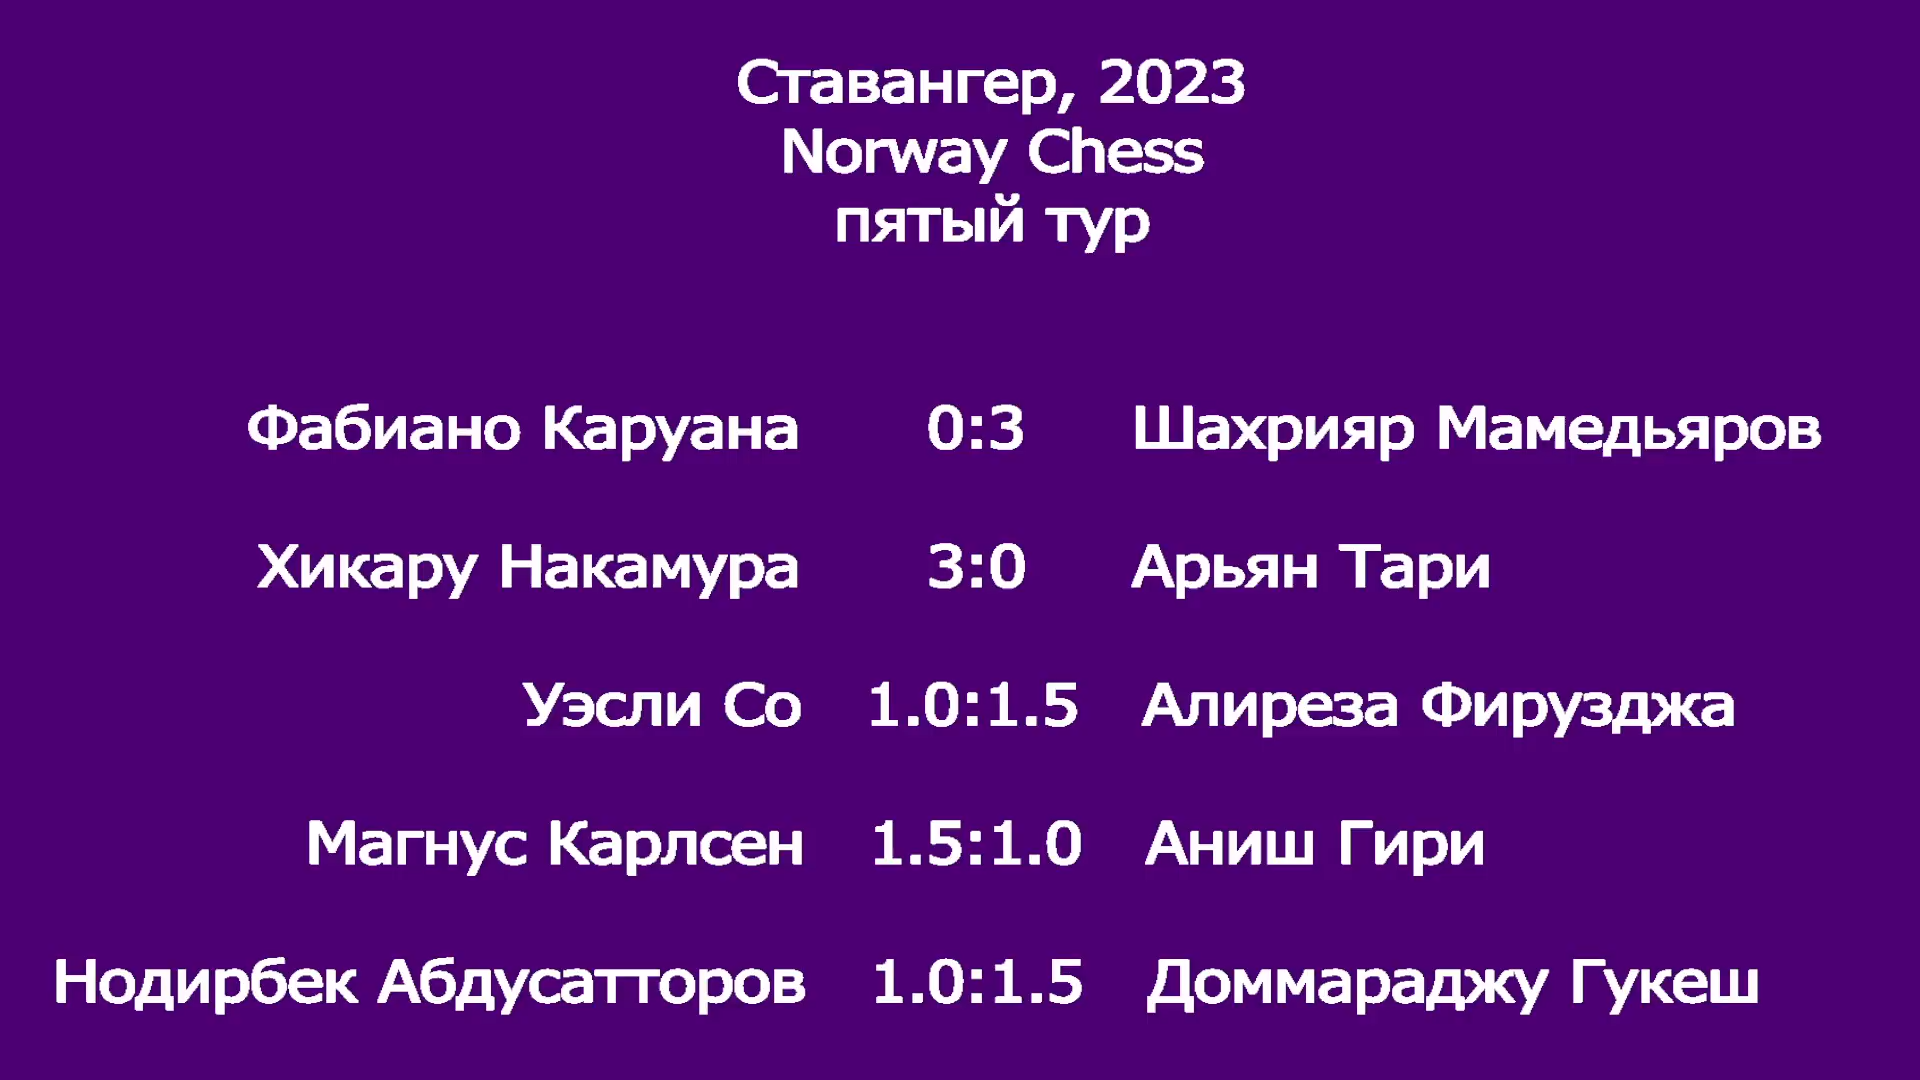 Ставангер, 2023
Norway Chess
пятый тур
Фабиано Каруана 0:3 Шахрияр Мамедьяров
Хикару Накамура 3:0 Арьян Тари
Уэсли Со 1.0:1.5 Алиреза Фирузджа
Магнус Карлсен 1.5:1.0 Аниш Гири
Нодирбек Абдусатторов 1.0:1.5 Доммараджу Гукеш